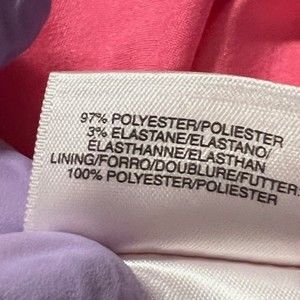 97% POLYESTER/POLIESTER
3% ELASTANE/ELASTANO/
ÉLASTHANNE/ELASTHAN
LINING/FORRO/DOUBLURE/FUTTER
100% POLYESTER/POLIESTER